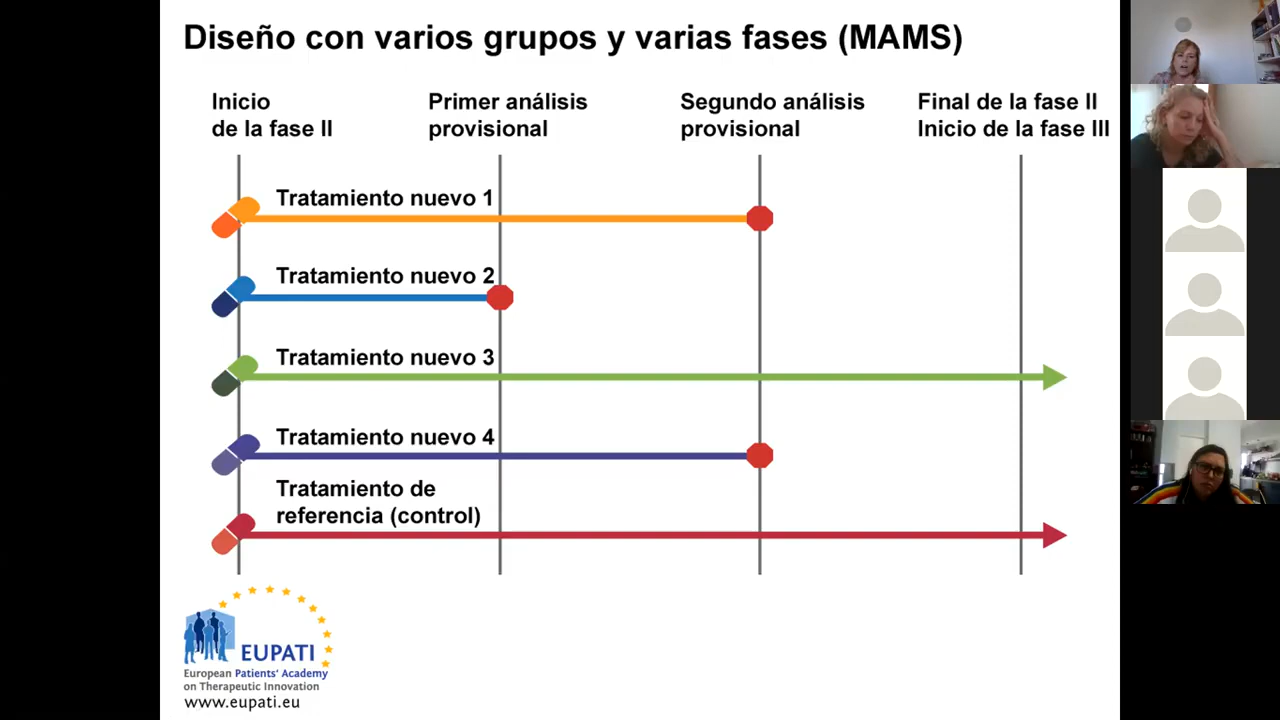 Diseño con varios grupos y varias fases (MAMS)
Inicio
de la fase II
Primer análisis
provisional
Segundo análisis
provisional
Final de la fase II
Inicio de la fase III
Tratamiento nuevo 1
Tratamiento nuevo 2
Tratamiento nuevo 3
Tratamiento nuevo 4
Tratamiento de
referencia (control)
EUPATI
European Patients' Academy
on Therapeutic Innovation
www.eupati.eu